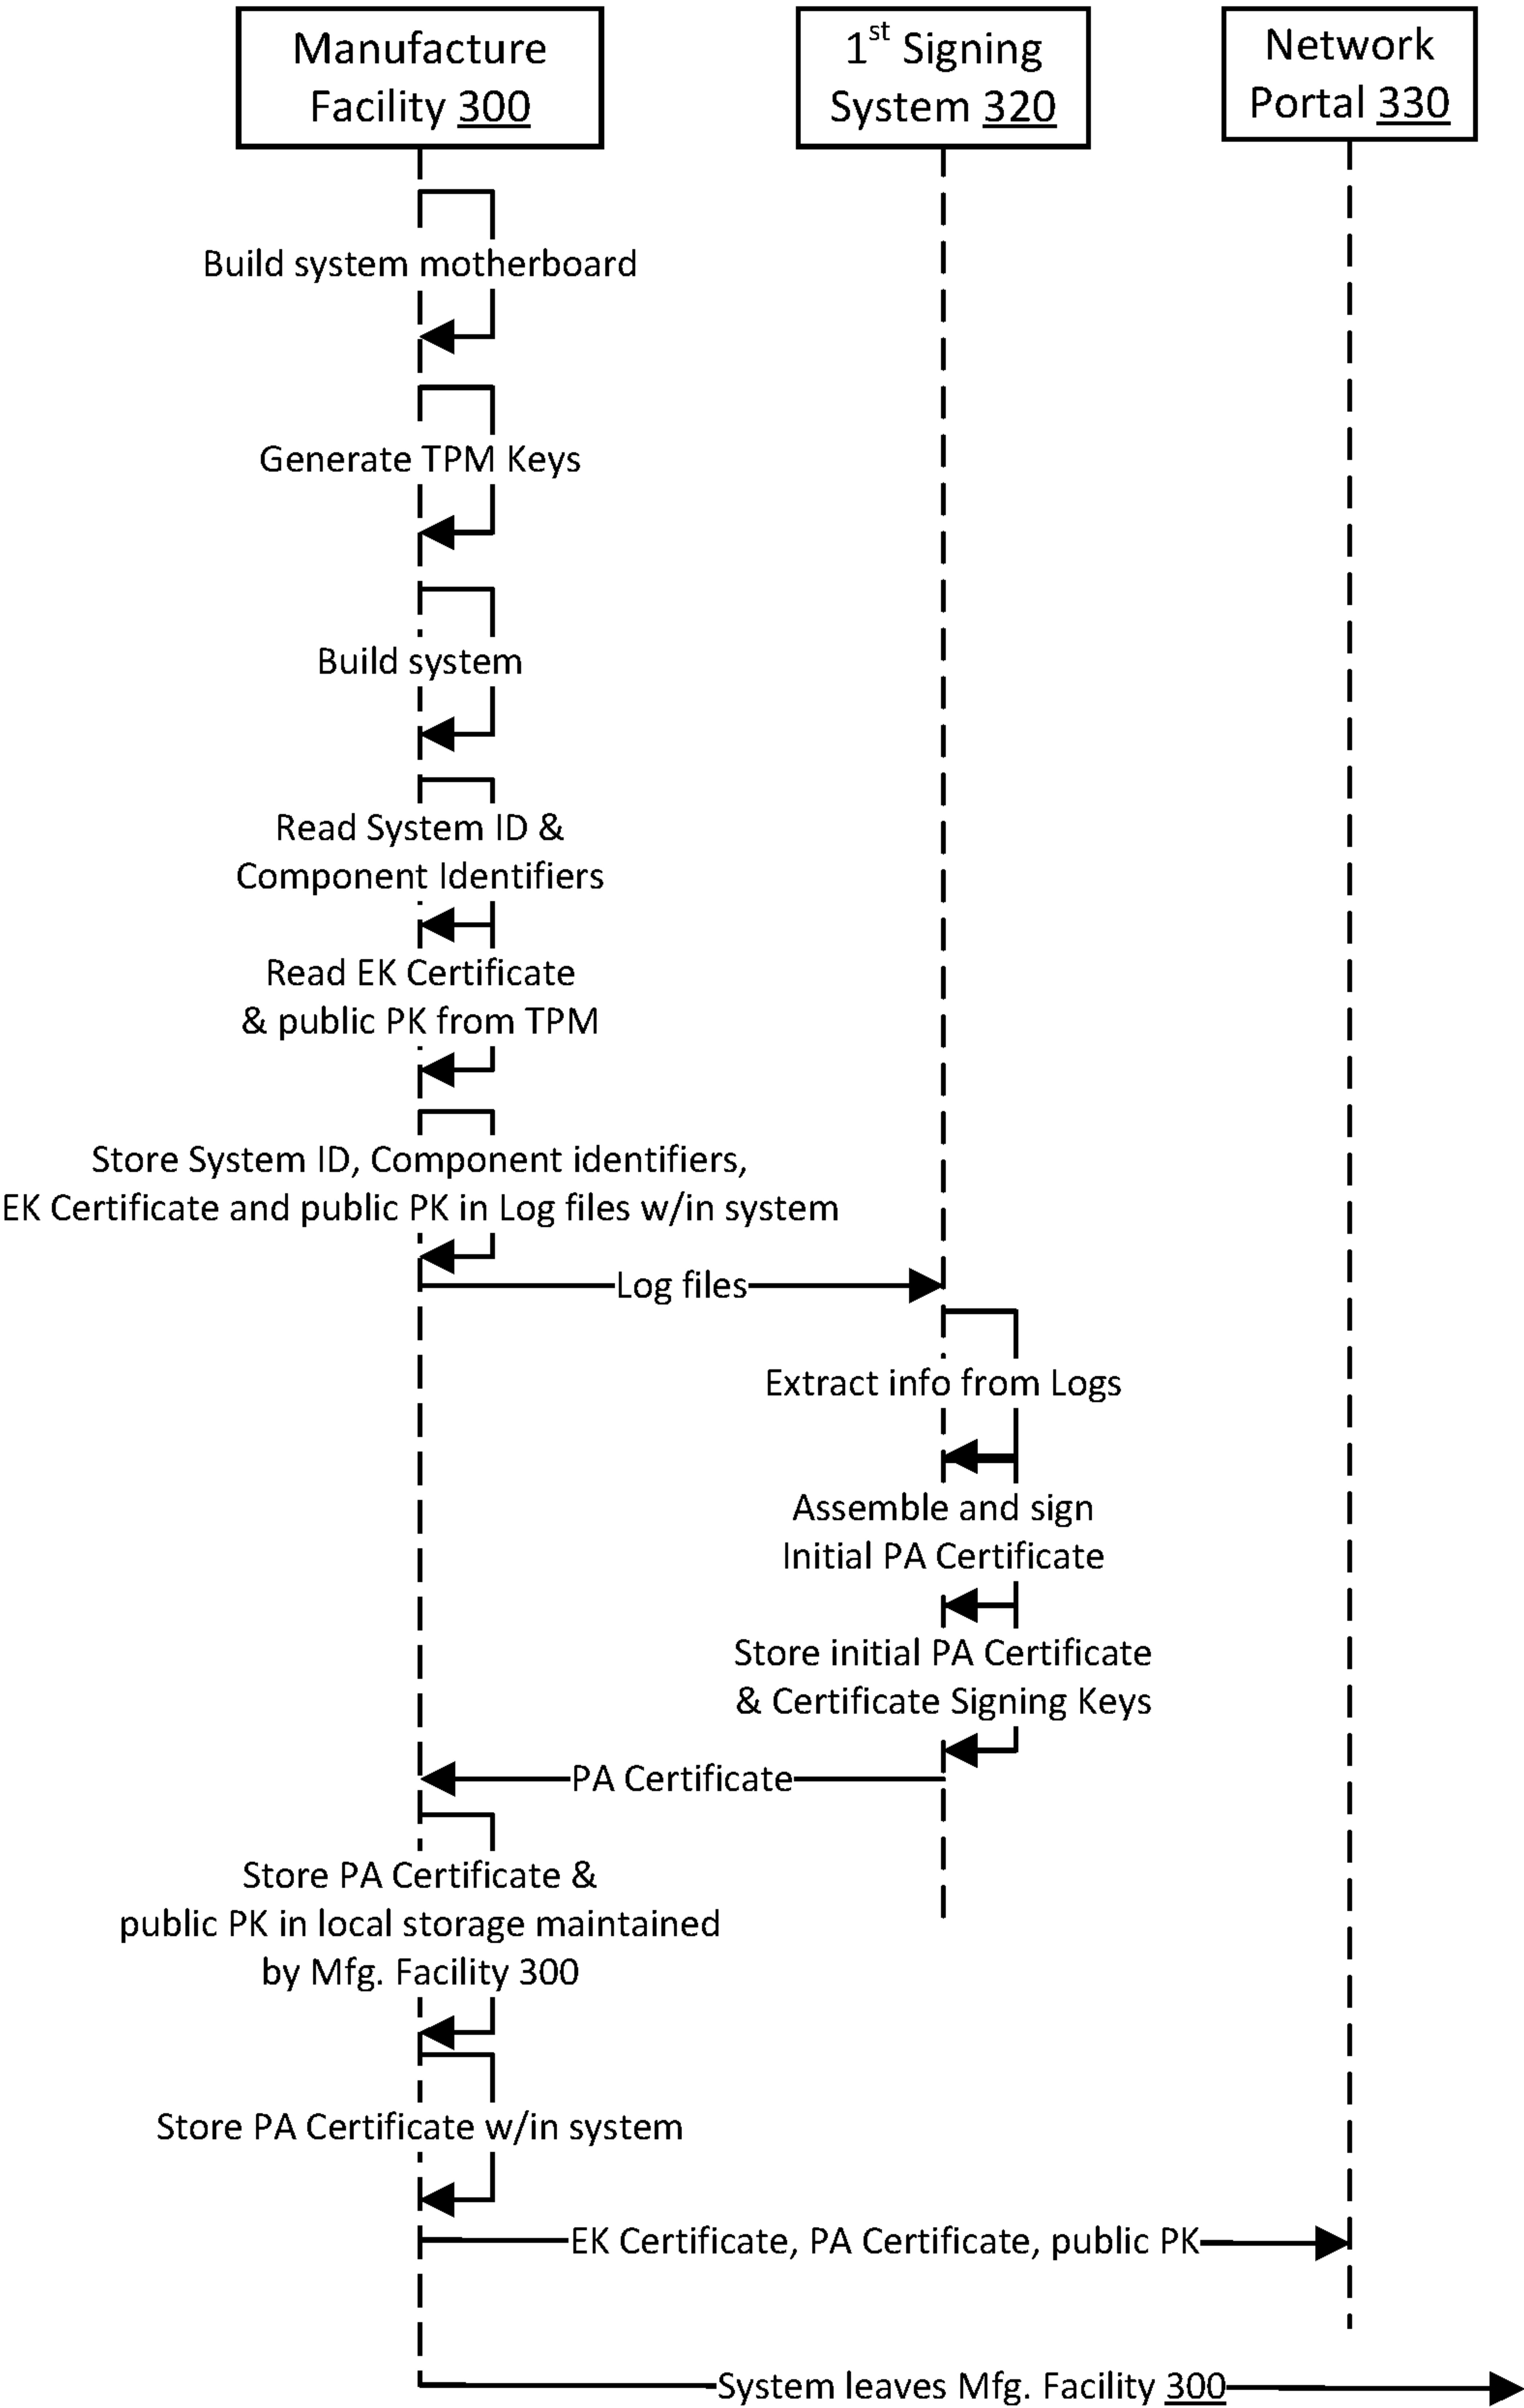 Manufacture
Facility 300
1st Signing
System 320
Network
Portal 330
Build system motherboard
Generate TPM Keys
Build system
Read System ID &
Component Identifiers
Read EK Certificate
& public PK from TPM
Store System ID, Component identifiers,
EK Certificate and public PK in Log files w/in system
Log files
Extract info from Logs
Assemble and sign
Initial PA Certificate
Store initial PA Certificate
& Certificate Signing Keys
PA Certificate
Store PA Certificate &
public PK in local storage maintained
by Mfg. Facility 300
Store PA Certificate w/in system
EK Certificate, PA Certificate, public PK
System leaves Mfg. Facility 300